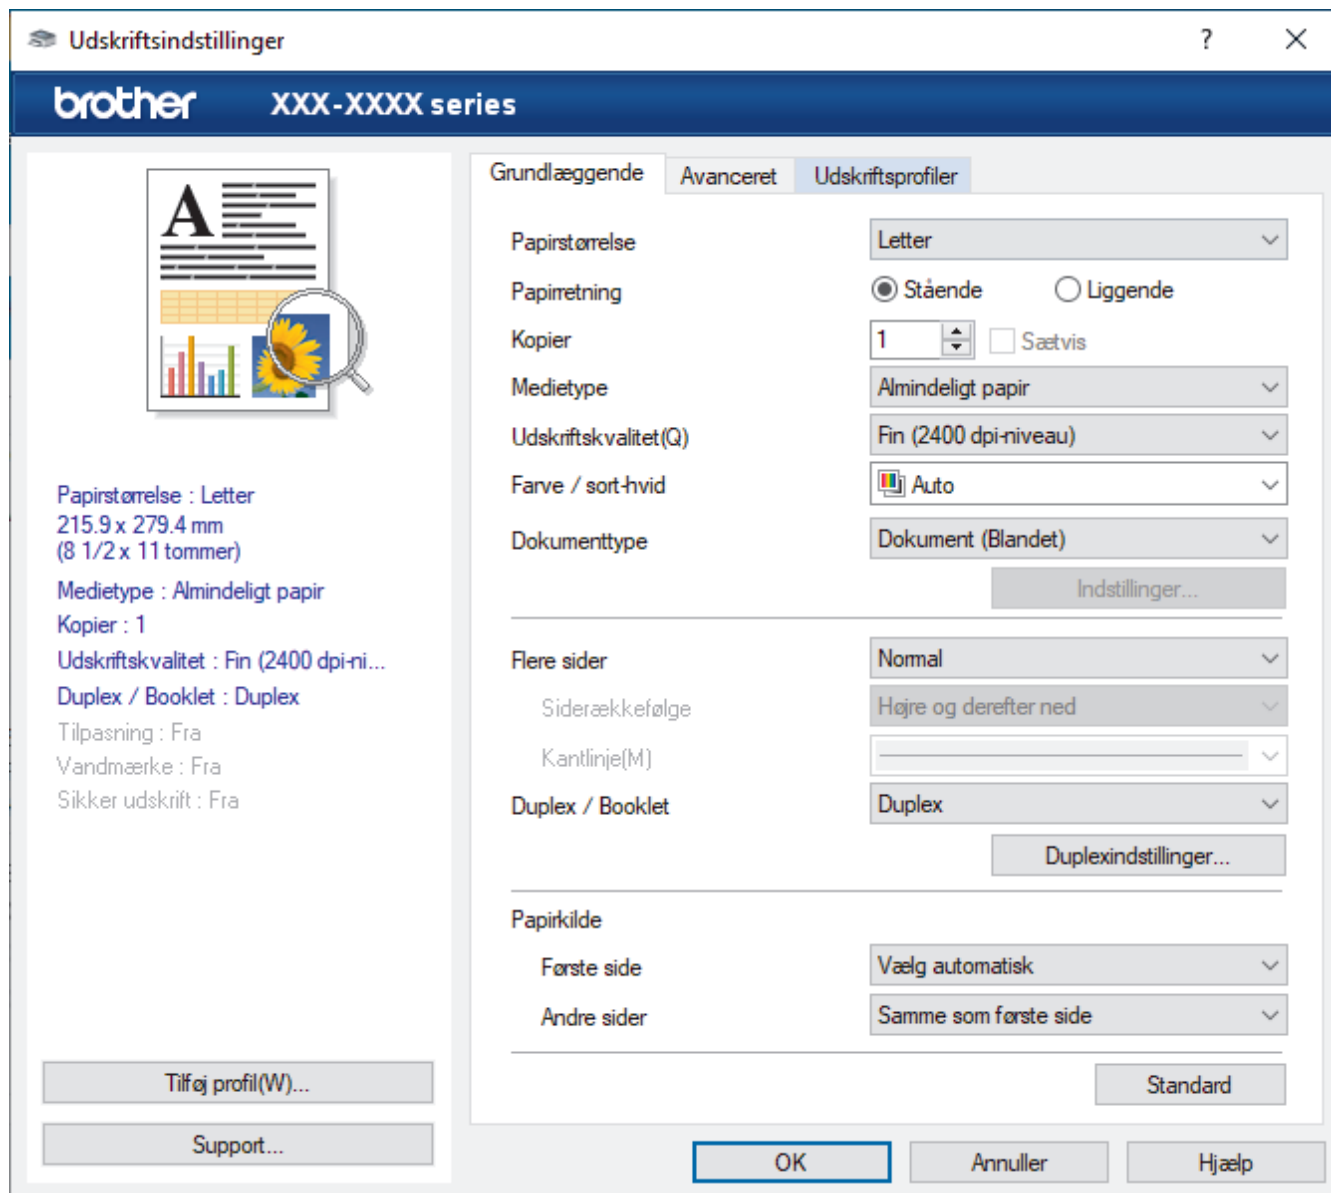 Udskriftsindstillinger
?
brother XXX-XXXX series
A
Papirstørrelse : Letter
215.9 x 279.4 mm
(8 1/2 x 11 tommer)
Medietype : Almindeligt papir
Kopier : 1
Udskriftskvalitet : Fin (2400 dpi-ni...
Duplex / Booklet : Duplex
Tilpasning : Fra
Vandmærke : Fra
Sikker udskrift : Fra
Tilføj profil(W)...
Support...
Grundlæggende Avanceret Udskriftsprofiler
Papirstørrelse Letter
Papirretning Stående Liggende
Kopier 1 Sætvis
Medietype Almindeligt papir
Udskriftskvalitet(Q) Fin (2400 dpi-niveau)
Farve / sort-hvid Auto
Dokumenttype Dokument (Blandet)
Indstillinger...
Flere sider Normal
Siderækkefølge Højre og derefter ned
Kantlinje(M)
Duplex / Booklet Duplex
Duplexindstillinger...
Papirkilde
Første side Vælg automatisk
Andre sider Samme som første side
Standard
OK Annuller Hjælp